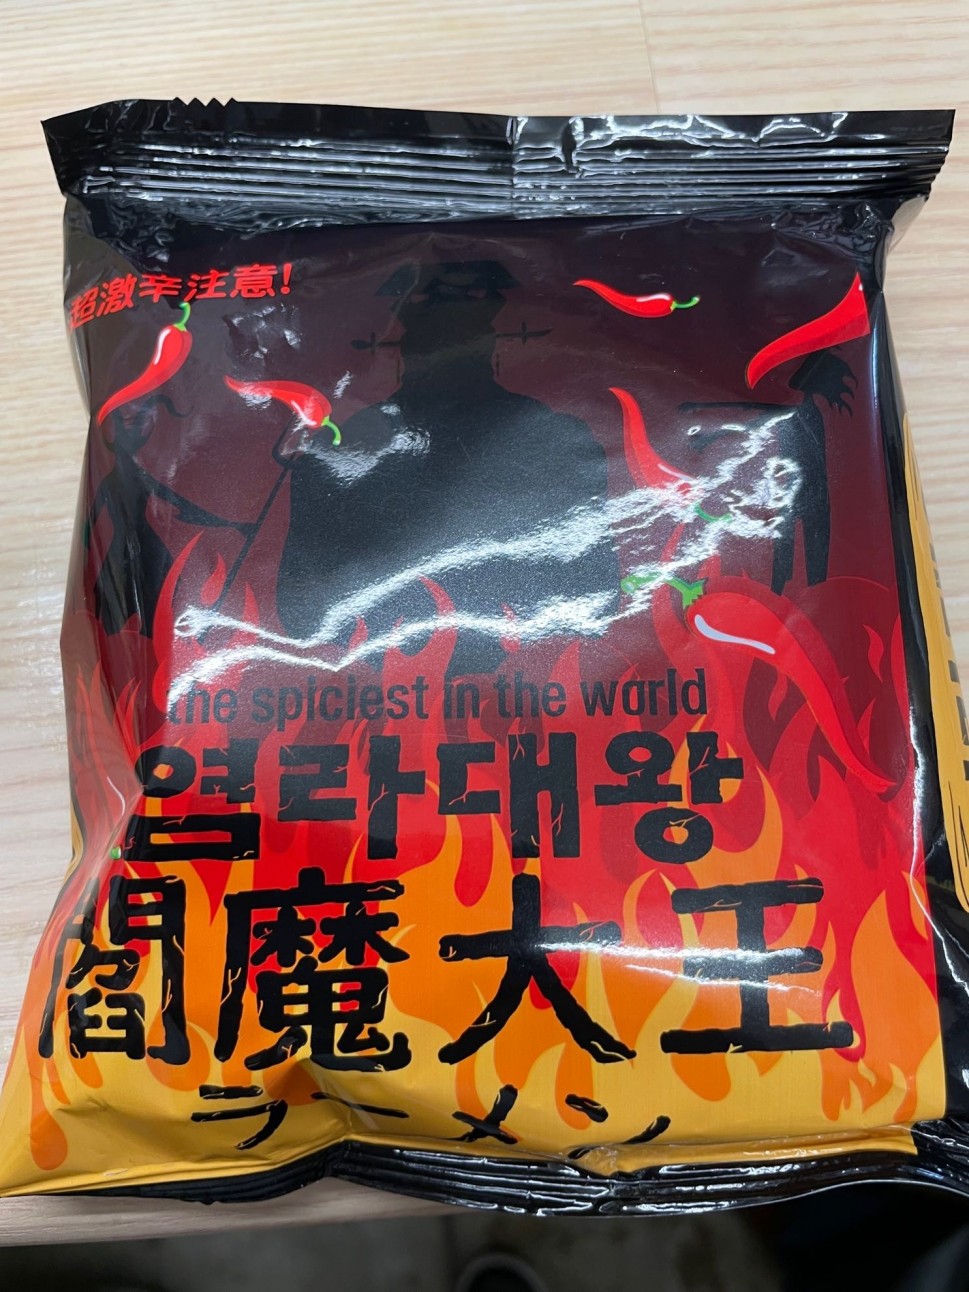 超激辛注意!
the spiciest in the world
염라대왕
閻魔大王
ラーメン